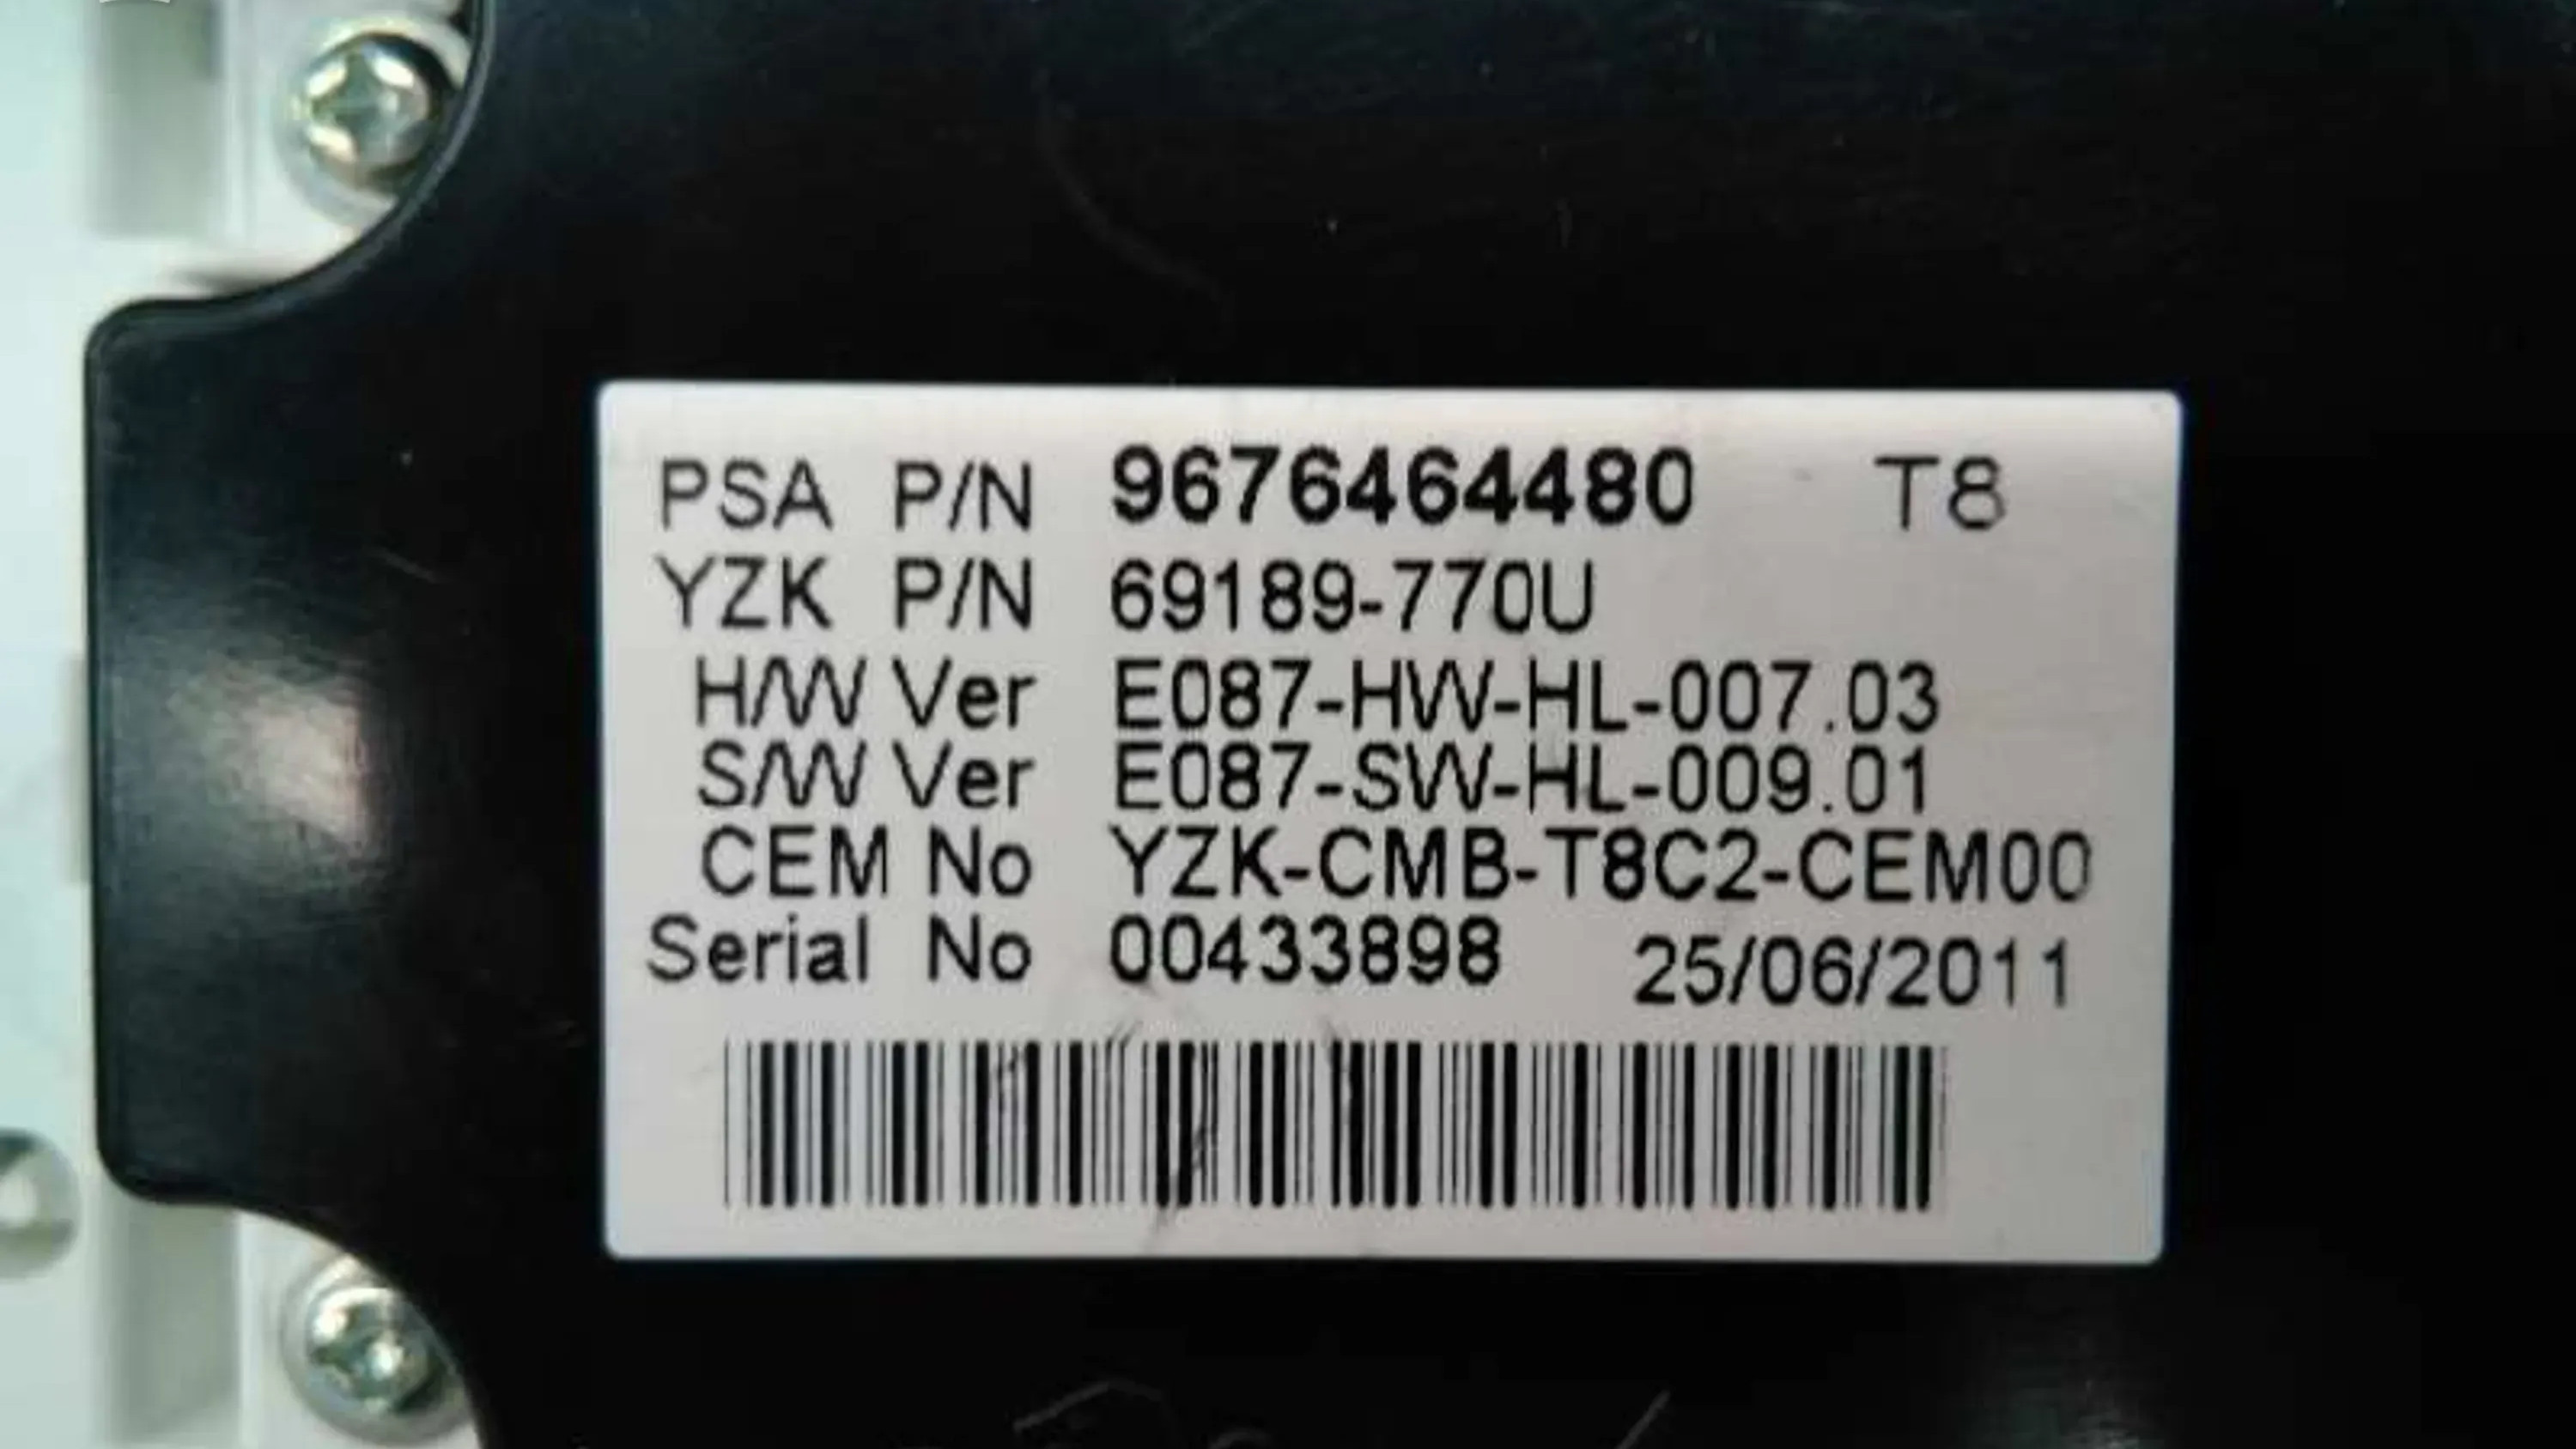 PSA P/N 9676464480 T8
YZK P/N 69189-770U
H/W Ver E087-HW-HL-007.03
S/W Ver E087-SW-HL-009.01
CEM No YZK-CMB-T8C2-CEM00
Serial No 00433898 25/06/2011